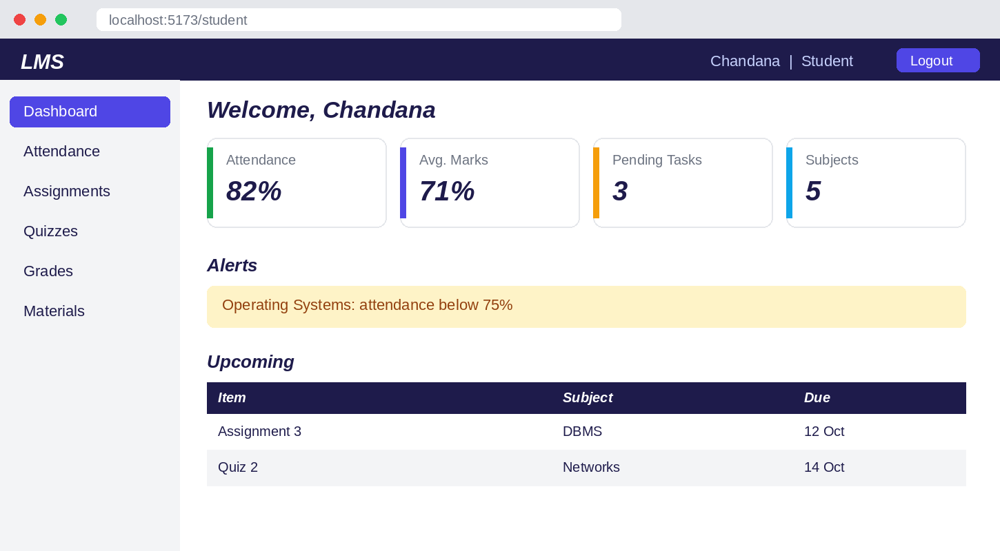 localhost:5173/student
LMS
Chandana | Student
Logout
Dashboard
Attendance
Assignments
Quizzes
Grades
Materials
Welcome, Chandana
Attendance
82%
Avg. Marks
71%
Pending Tasks
3
Subjects
5
Alerts
Operating Systems: attendance below 75%
Upcoming
Item Subject Due
Assignment 3 DBMS 12 Oct
Quiz 2 Networks 14 Oct